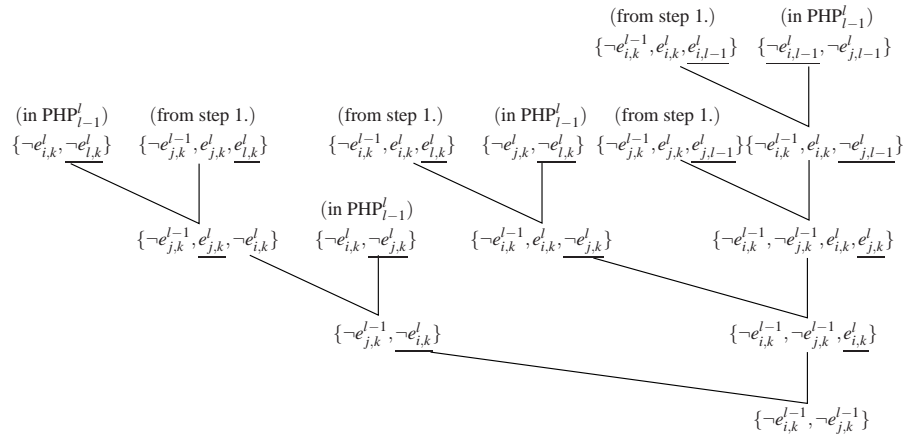 (from step 1.) (in PHP^l_{l−1})
{¬e^{l−1}_{i,k}, e^l_{i,k}, e^l_{i,l−1}} {¬e^l_{i,l−1}, ¬e^l_{j,l−1}}
(in PHP^l_{l−1}) (from step 1.) (from step 1.) (in PHP^l_{l−1}) (from step 1.)
{¬e^l_{i,k}, ¬e^l_{l,k}} {¬e^{l−1}_{j,k}, e^l_{j,k}, e^l_{l,k}} {¬e^{l−1}_{i,k}, e^l_{i,k}, e^l_{l,k}} {¬e^l_{j,k}, ¬e^l_{l,k}} {¬e^{l−1}_{j,k}, e^l_{j,k}, e^l_{j,l−1}} {¬e^{l−1}_{i,k}, e^l_{i,k}, ¬e^l_{j,l−1}}
(in PHP^l_{l−1})
{¬e^{l−1}_{j,k}, e^l_{j,k}, ¬e^l_{i,k}} {¬e^l_{i,k}, ¬e^l_{j,k}} {¬e^{l−1}_{i,k}, e^l_{i,k}, ¬e^l_{j,k}} {¬e^{l−1}_{i,k}, ¬e^{l−1}_{j,k}, e^l_{i,k}, e^l_{j,k}}
{¬e^{l−1}_{j,k}, ¬e^l_{i,k}} {¬e^{l−1}_{i,k}, ¬e^{l−1}_{j,k}, e^l_{i,k}}
{¬e^{l−1}_{i,k}, ¬e^{l−1}_{j,k}}